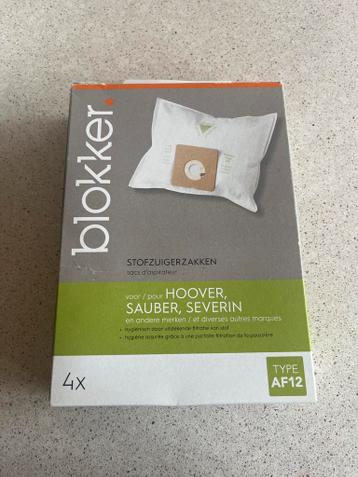 blokker.
STOFZUIGERZAKKEN
sacs d'aspirateur
voor / pour HOOVER,
SAUBER, SEVERIN
en andere merken / et diverses autres marques
• hygiënisch door uitstekende filtratie van stof
• hygiène assurée grâce à une parfaite filtration de la poussière
4x
TYPE
AF12